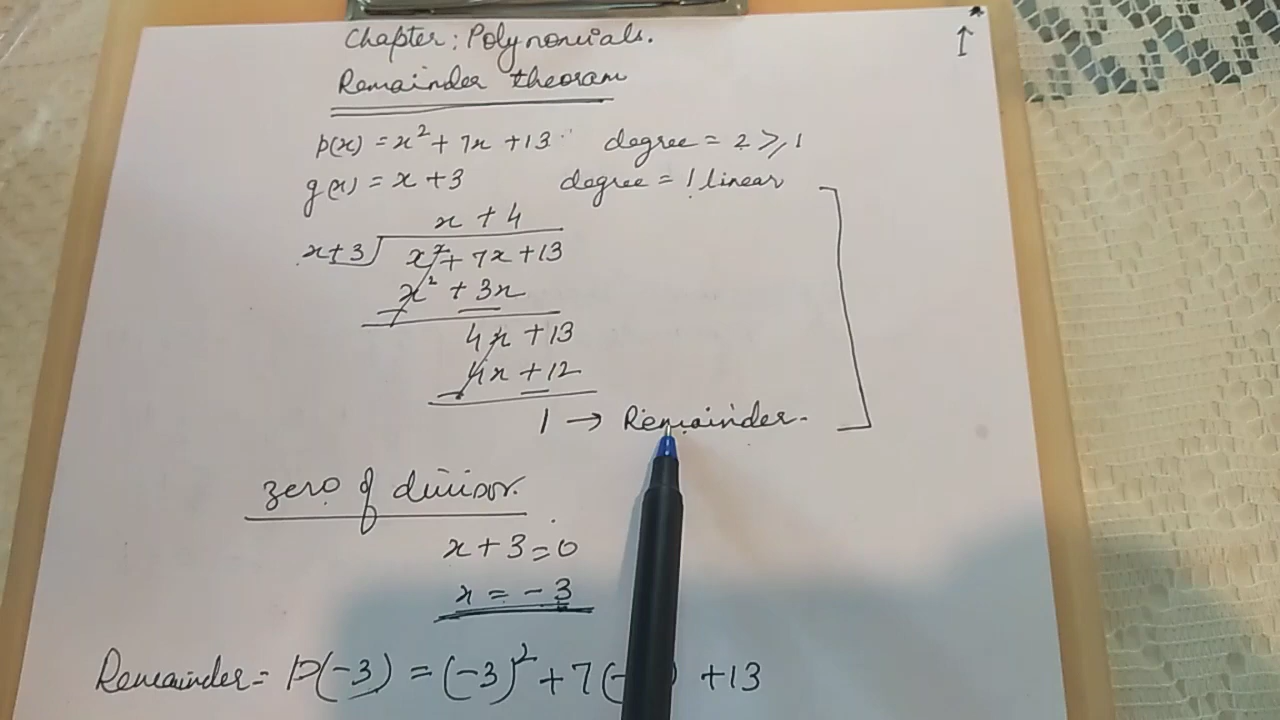 Chapter: Polynomials.
Remainder theoram
p(x) = x² + 7x + 13 degree = 2 ≥ 1
g(x) = x + 3 degree = 1 linear
x + 4
x+3) x² + 7x + 13
x² + 3x
4x + 13
4x + 12
1 → Remainder.
zero of divisor.
x + 3 = 0
x = -3
Remainder = P(-3) = (-3)² + 7(- ) + 13